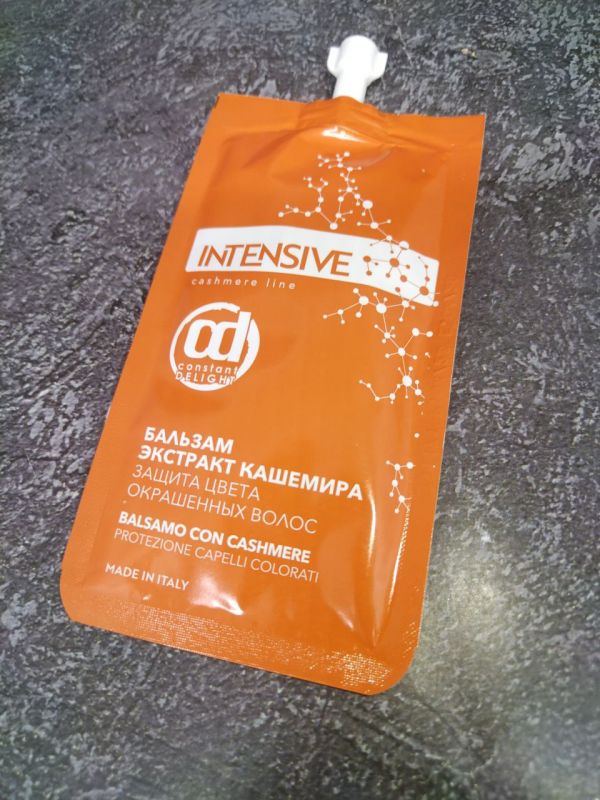 INTENSIVE
cashmere line
cd
constant
DELIGHT
БАЛЬЗАМ
ЭКСТРАКТ КАШЕМИРА
ЗАЩИТА ЦВЕТА
ОКРАШЕННЫХ ВОЛОС
BALSAMO CON CASHMERE
PROTEZIONE CAPELLI COLORATI
MADE IN ITALY